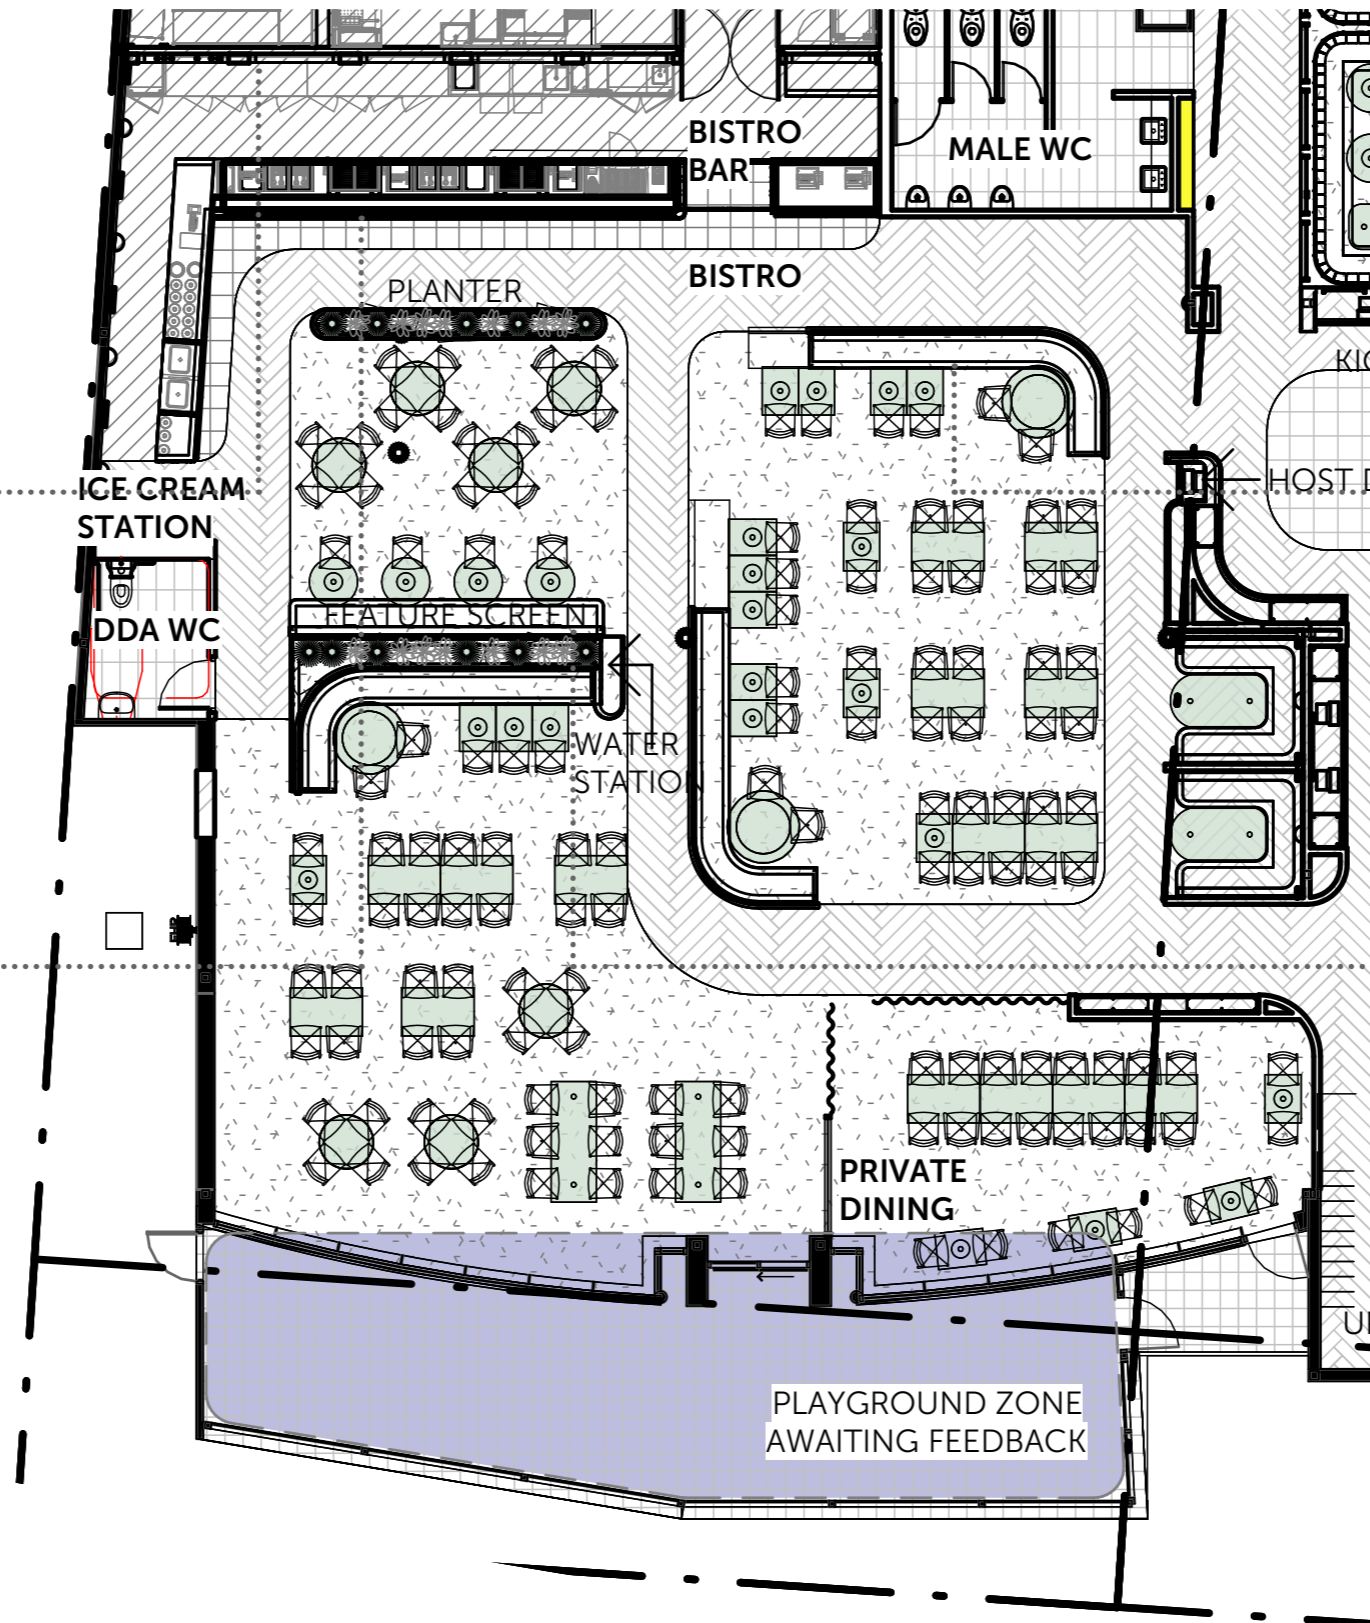 BISTRO
BAR
MALE WC
BISTRO
PLANTER
KIC
HOST D
ICE CREAM
STATION
FEATURE SCREEN
DDA WC
WATER
STATION
PRIVATE
DINING
PLAYGROUND ZONE
AWAITING FEEDBACK